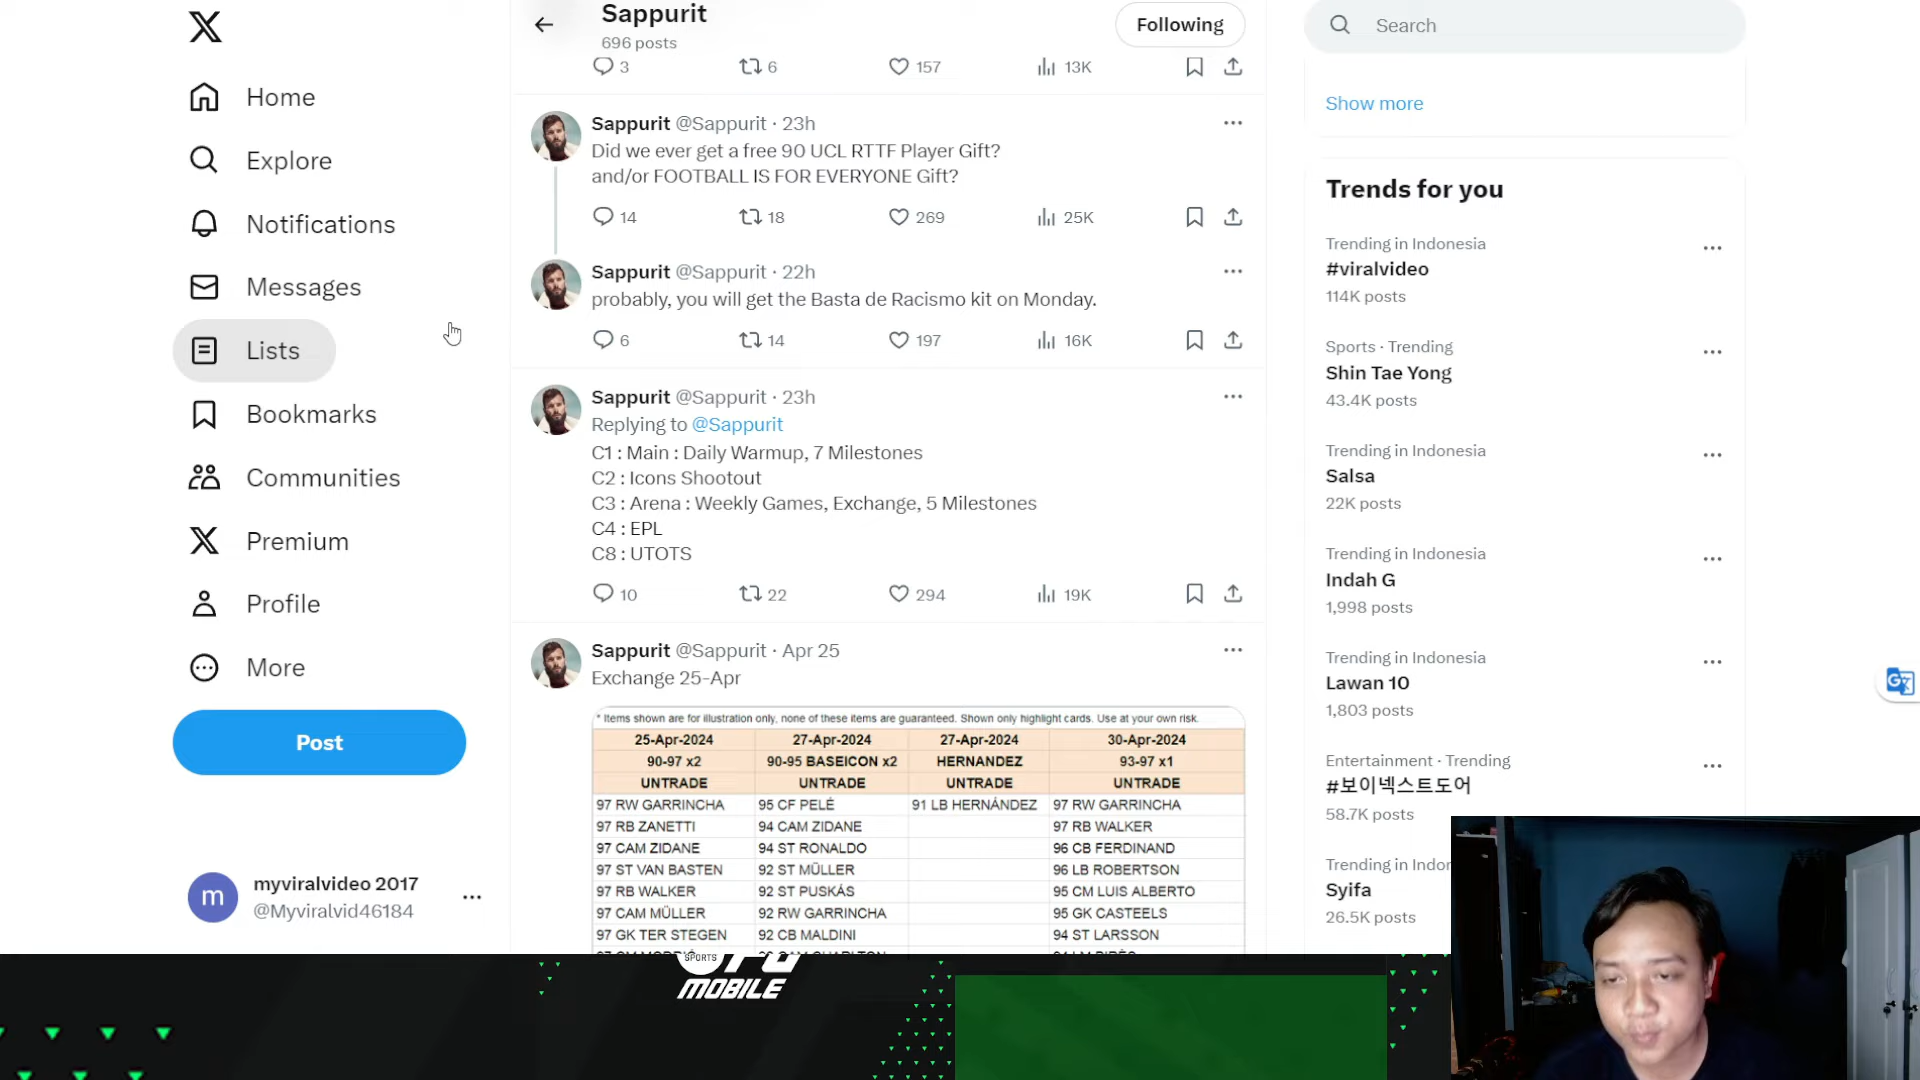 Home
Explore
Notifications
Messages
Lists
Bookmarks
Communities
Premium
Profile
More
Post
m
myviralvideo 2017
@Myviralvid46184
Sappurit
696 posts
Following
3 6 157 13K
Sappurit @Sappurit · 23h
Did we ever get a free 90 UCL RTTF Player Gift?
and/or FOOTBALL IS FOR EVERYONE Gift?
14 18 269 25K
Sappurit @Sappurit · 22h
probably, you will get the Basta de Racismo kit on Monday.
6 14 197 16K
Sappurit @Sappurit · 23h
Replying to @Sappurit
C1 : Main : Daily Warmup, 7 Milestones
C2 : Icons Shootout
C3 : Arena : Weekly Games, Exchange, 5 Milestones
C4 : EPL
C8 : UTOTS
10 22 294 19K
Sappurit @Sappurit · Apr 25
Exchange 25-Apr
* Items shown are for illustration only, none of these items are guaranteed. Shown only highlight cards. Use at your own risk.
25-Apr-2024 27-Apr-2024 27-Apr-2024 30-Apr-2024
90-97 x2 90-95 BASEICON x2 HERNANDEZ 93-97 x1
UNTRADE UNTRADE UNTRADE UNTRADE
97 RW GARRINCHA 95 CF PELÉ 91 LB HERNÁNDEZ 97 RW GARRINCHA
97 RB ZANETTI 94 CAM ZIDANE 97 RB WALKER
97 CAM ZIDANE 94 ST RONALDO 96 CB FERDINAND
97 ST VAN BASTEN 92 ST MÜLLER 96 LB ROBERTSON
97 RB WALKER 92 ST PUSKÁS 95 CM LUIS ALBERTO
97 CAM MÜLLER 92 RW GARRINCHA 95 GK CASTEELS
97 GK TER STEGEN 92 CB MALDINI 94 ST LARSSON
SPORTS
MOBILE
Search
Show more
Trends for you
Trending in Indonesia
#viralvideo
114K posts
Sports · Trending
Shin Tae Yong
43.4K posts
Trending in Indonesia
Salsa
22K posts
Trending in Indonesia
Indah G
1,998 posts
Trending in Indonesia
Lawan 10
1,803 posts
Entertainment · Trending
#보이넥스트도어
58.7K posts
Trending in Indor
Syifa
26.5K posts